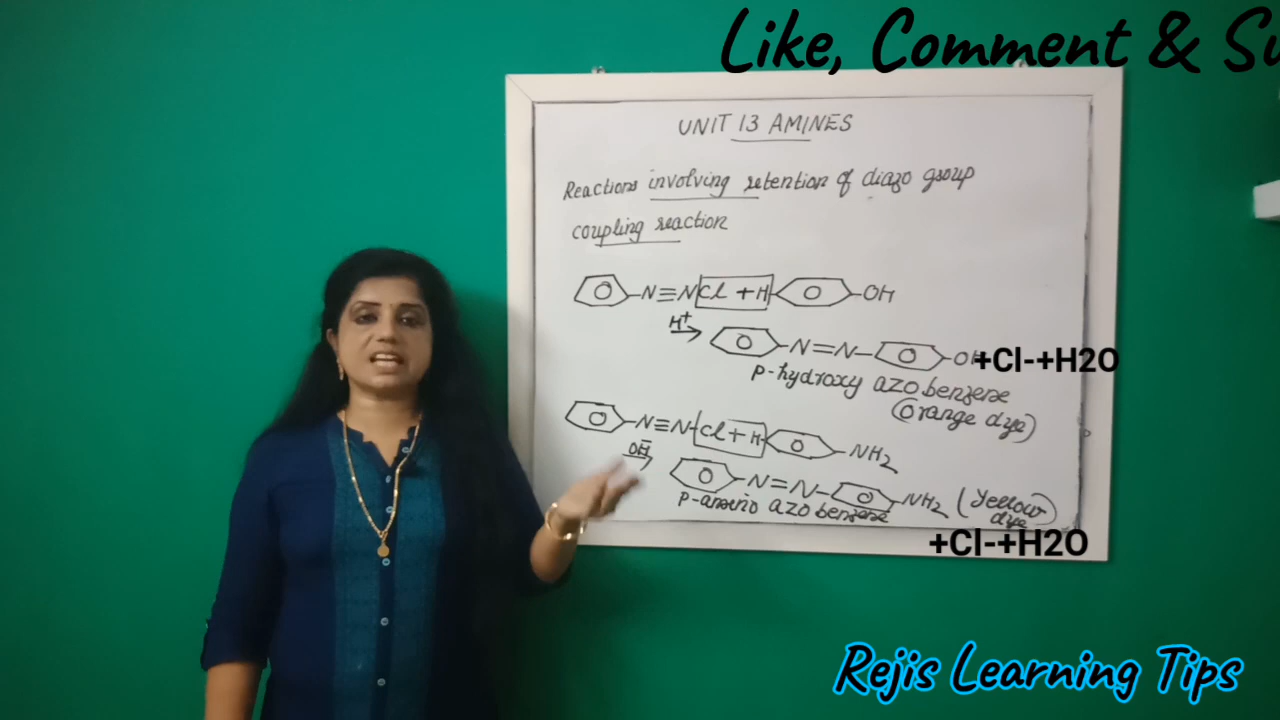 Like, Comment & Su
UNIT 13 AMINES
Reactions involving retention of diazo group
coupling reaction
N≡N Cl + H OH
H+
N=N OH +Cl-+H2O
p-hydroxy azobenzene
(Orange dye)
N≡N Cl + H NH2
OH-
N=N NH2 (Yellow dye)
p-amino azobenzene
+Cl-+H2O
Rejis Learning Tips